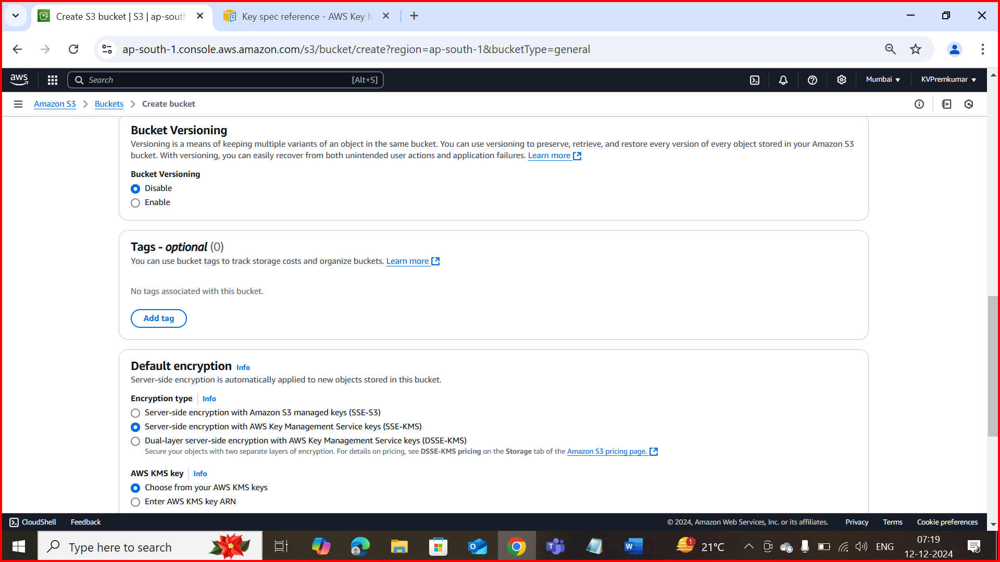 Create S3 bucket | S3 | ap-south
Key spec reference - AWS Key M
ap-south-1.console.aws.amazon.com/s3/bucket/create?region=ap-south-1&bucketType=general
aws
Search
[Alt+S]
Mumbai
KVPremkumar
Amazon S3
Buckets
Create bucket
Bucket Versioning
Versioning is a means of keeping multiple variants of an object in the same bucket. You can use versioning to preserve, retrieve, and restore every version of every object stored in your Amazon S3
bucket. With versioning, you can easily recover from both unintended user actions and application failures. Learn more
Bucket Versioning
Disable
Enable
Tags - optional (0)
You can use bucket tags to track storage costs and organize buckets. Learn more
No tags associated with this bucket.
Add tag
Default encryption Info
Server-side encryption is automatically applied to new objects stored in this bucket.
Encryption type Info
Server-side encryption with Amazon S3 managed keys (SSE-S3)
Server-side encryption with AWS Key Management Service keys (SSE-KMS)
Dual-layer server-side encryption with AWS Key Management Service keys (DSSE-KMS)
Secure your objects with two separate layers of encryption. For details on pricing, see DSSE-KMS pricing on the Storage tab of the Amazon S3 pricing page.
AWS KMS key Info
Choose from your AWS KMS keys
Enter AWS KMS key ARN
CloudShell
Feedback
© 2024, Amazon Web Services, Inc. or its affiliates.
Privacy
Terms
Cookie preferences
Type here to search
1
21°C
ENG
07:19
12-12-2024